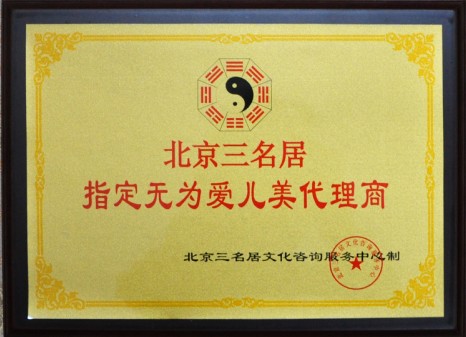 北京三名居
指定无为爱儿美代理商
北京三名居文化咨询服务中心制